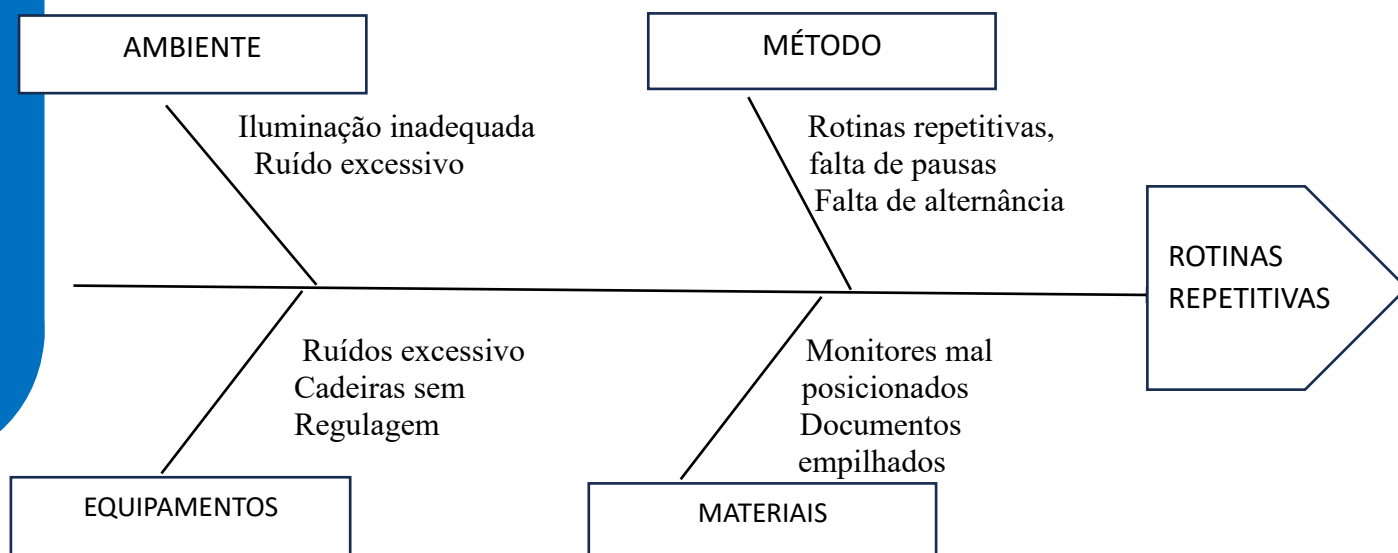 AMBIENTE
MÉTODO
Iluminação inadequada
Ruído excessivo
Rotinas repetitivas,
falta de pausas
Falta de alternância
ROTINAS
REPETITIVAS
Ruídos excessivo
Cadeiras sem
Regulagem
Monitores mal
posicionados
Documentos
empilhados
EQUIPAMENTOS
MATERIAIS